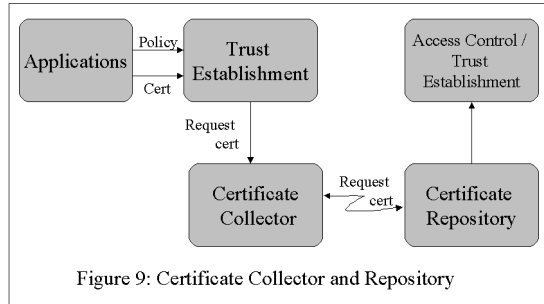 Applications
Policy
Cert
Trust
Establishment
Access Control /
Trust
Establishment
Request
cert
Certificate
Collector
Request
cert
Certificate
Repository
Figure 9: Certificate Collector and Repository